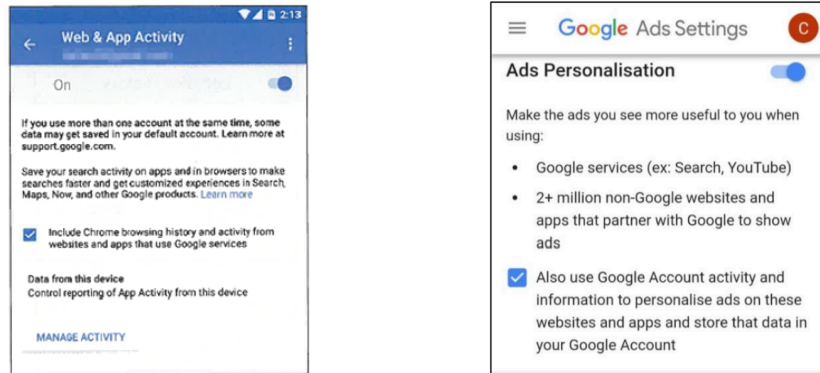 2:13
Web & App Activity
On
If you use more than one account at the same time, some
data may get saved in your default account. Learn more at
support.google.com.
Save your search activity on apps and in browsers to make
searches faster and get customized experiences in Search,
Maps, Now, and other Google products. Learn more
Include Chrome browsing history and activity from
websites and apps that use Google services
Data from this device
Control reporting of App Activity from this device
MANAGE ACTIVITY
Google Ads Settings
C
Ads Personalisation
Make the ads you see more useful to you when
using:
• Google services (ex: Search, YouTube)
• 2+ million non-Google websites and
apps that partner with Google to show
ads
Also use Google Account activity and
information to personalise ads on these
websites and apps and store that data in
your Google Account